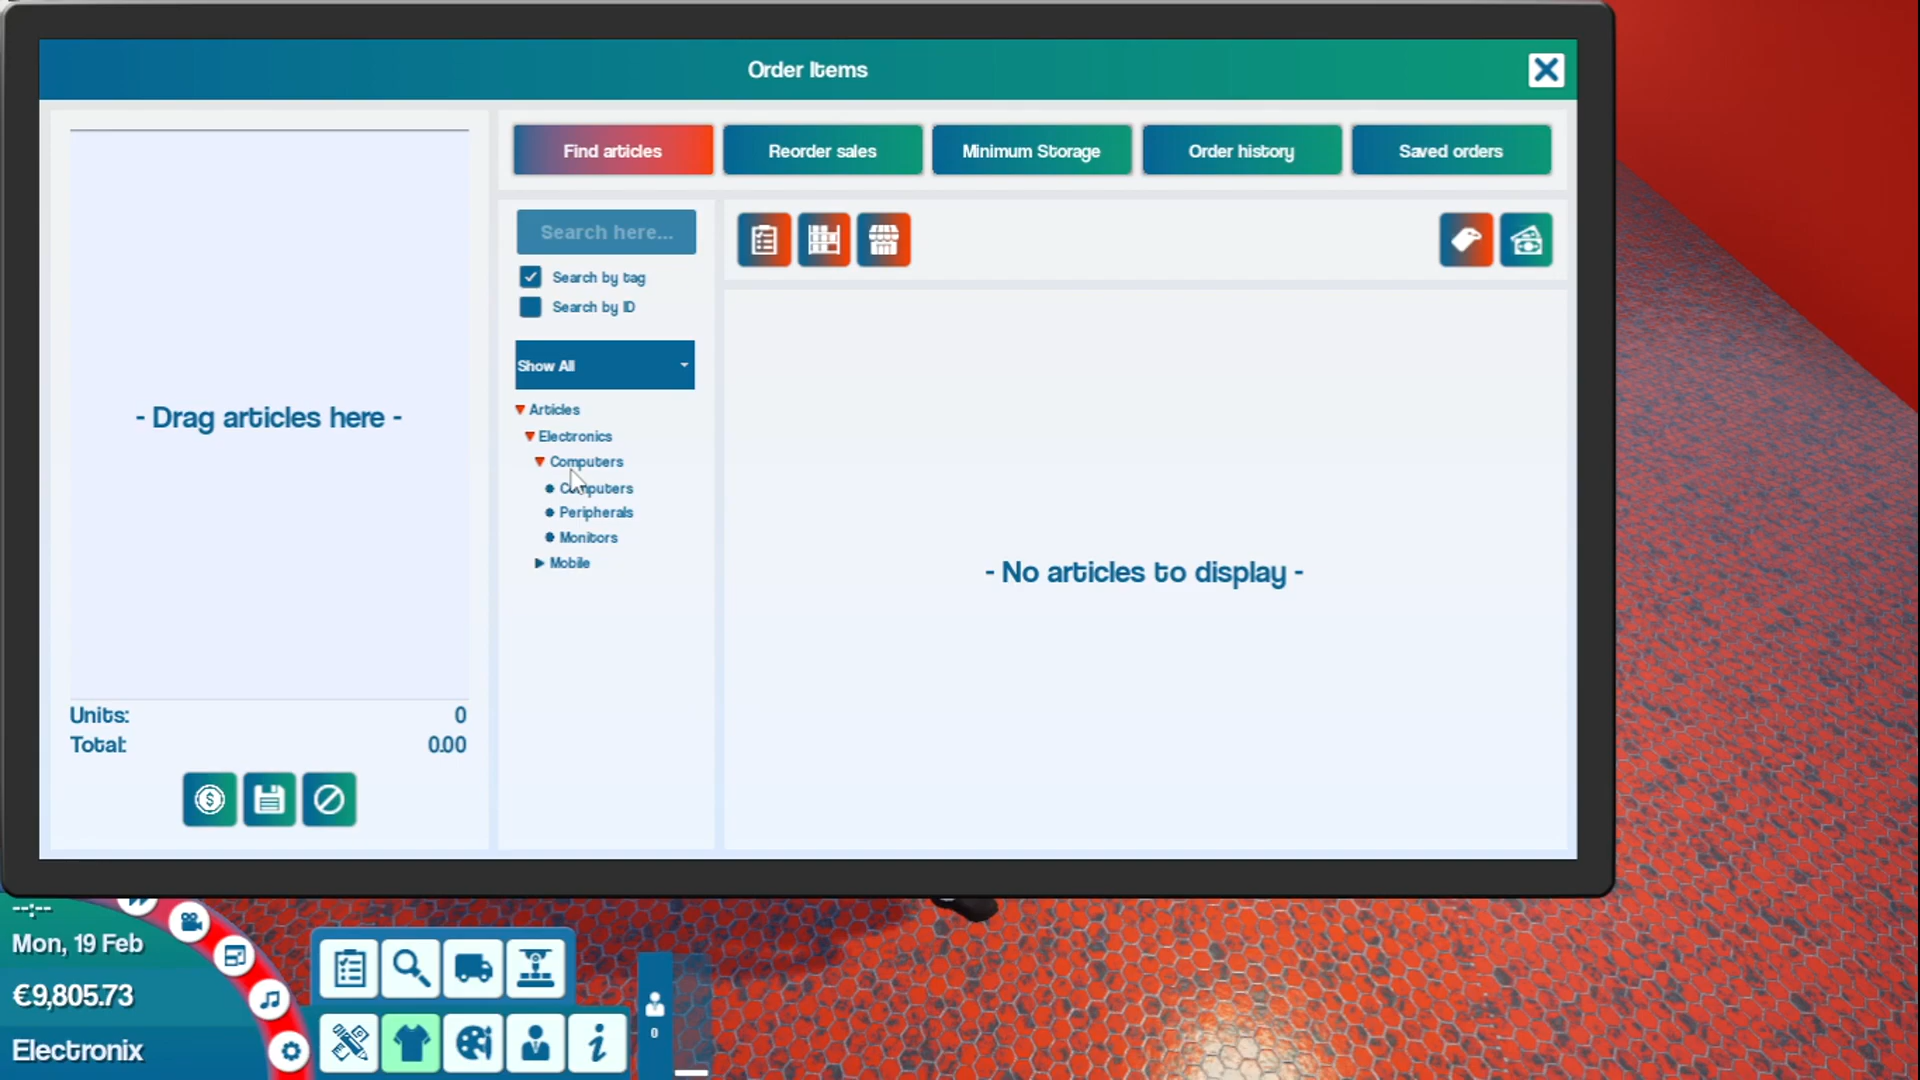 Order Items
Find articles
Reorder sales
Minimum Storage
Order history
Saved orders
Search here...
Search by tag
Search by ID
Show All
Articles
Electronics
Computers
Computers
Peripherals
Monitors
Mobile
- Drag articles here -
- No articles to display -
Units: 0
Total: 0.00
--:--
Mon, 19 Feb
€9,805.73
Electronix
0